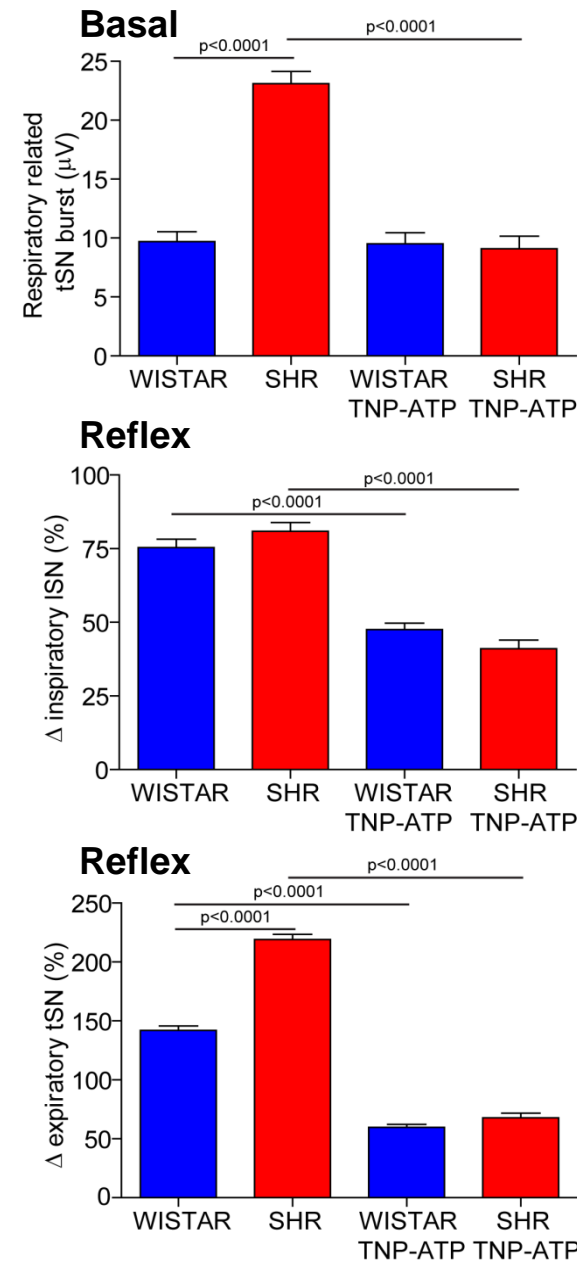 Basal
p<0.0001
p<0.0001
Respiratory related
tSN burst (μV)
25
20
15
10
5
0
WISTAR SHR WISTAR SHR
TNP-ATP TNP-ATP
Reflex
p<0.0001
p<0.0001
Δ inspiratory lSN (%)
100
75
50
25
0
WISTAR SHR WISTAR SHR
TNP-ATP TNP-ATP
Reflex
p<0.0001
p<0.0001
p<0.0001
Δ expiratory tSN (%)
250
200
150
100
50
0
WISTAR SHR WISTAR SHR
TNP-ATP TNP-ATP